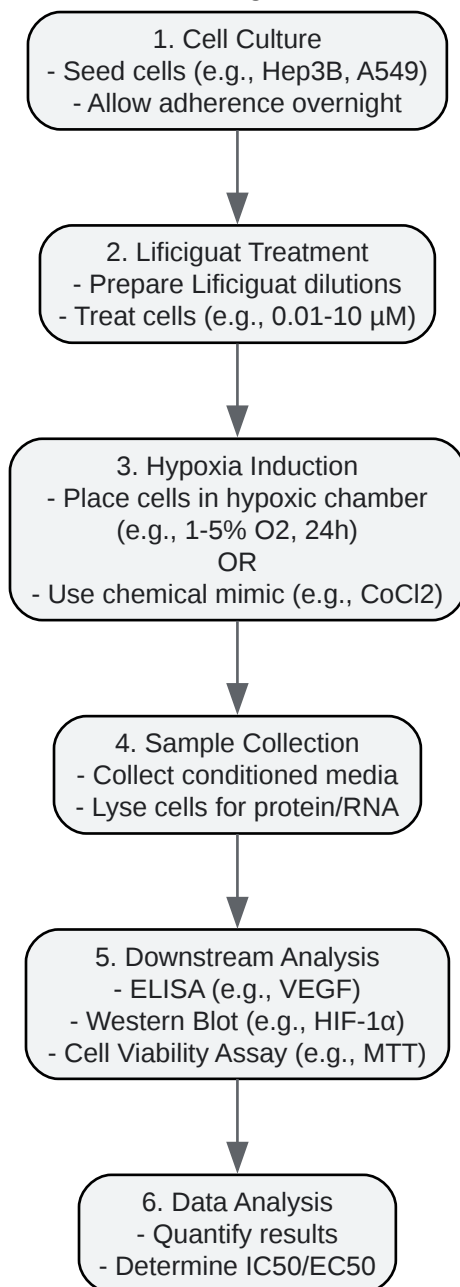 1. Cell Culture
- Seed cells (e.g., Hep3B, A549)
- Allow adherence overnight
2. Lificiguat Treatment
- Prepare Lificiguat dilutions
- Treat cells (e.g., 0.01-10 µM)
3. Hypoxia Induction
- Place cells in hypoxic chamber
(e.g., 1-5% O2, 24h)
OR
- Use chemical mimic (e.g., CoCl2)
4. Sample Collection
- Collect conditioned media
- Lyse cells for protein/RNA
5. Downstream Analysis
- ELISA (e.g., VEGF)
- Western Blot (e.g., HIF-1α)
- Cell Viability Assay (e.g., MTT)
6. Data Analysis
- Quantify results
- Determine IC50/EC50